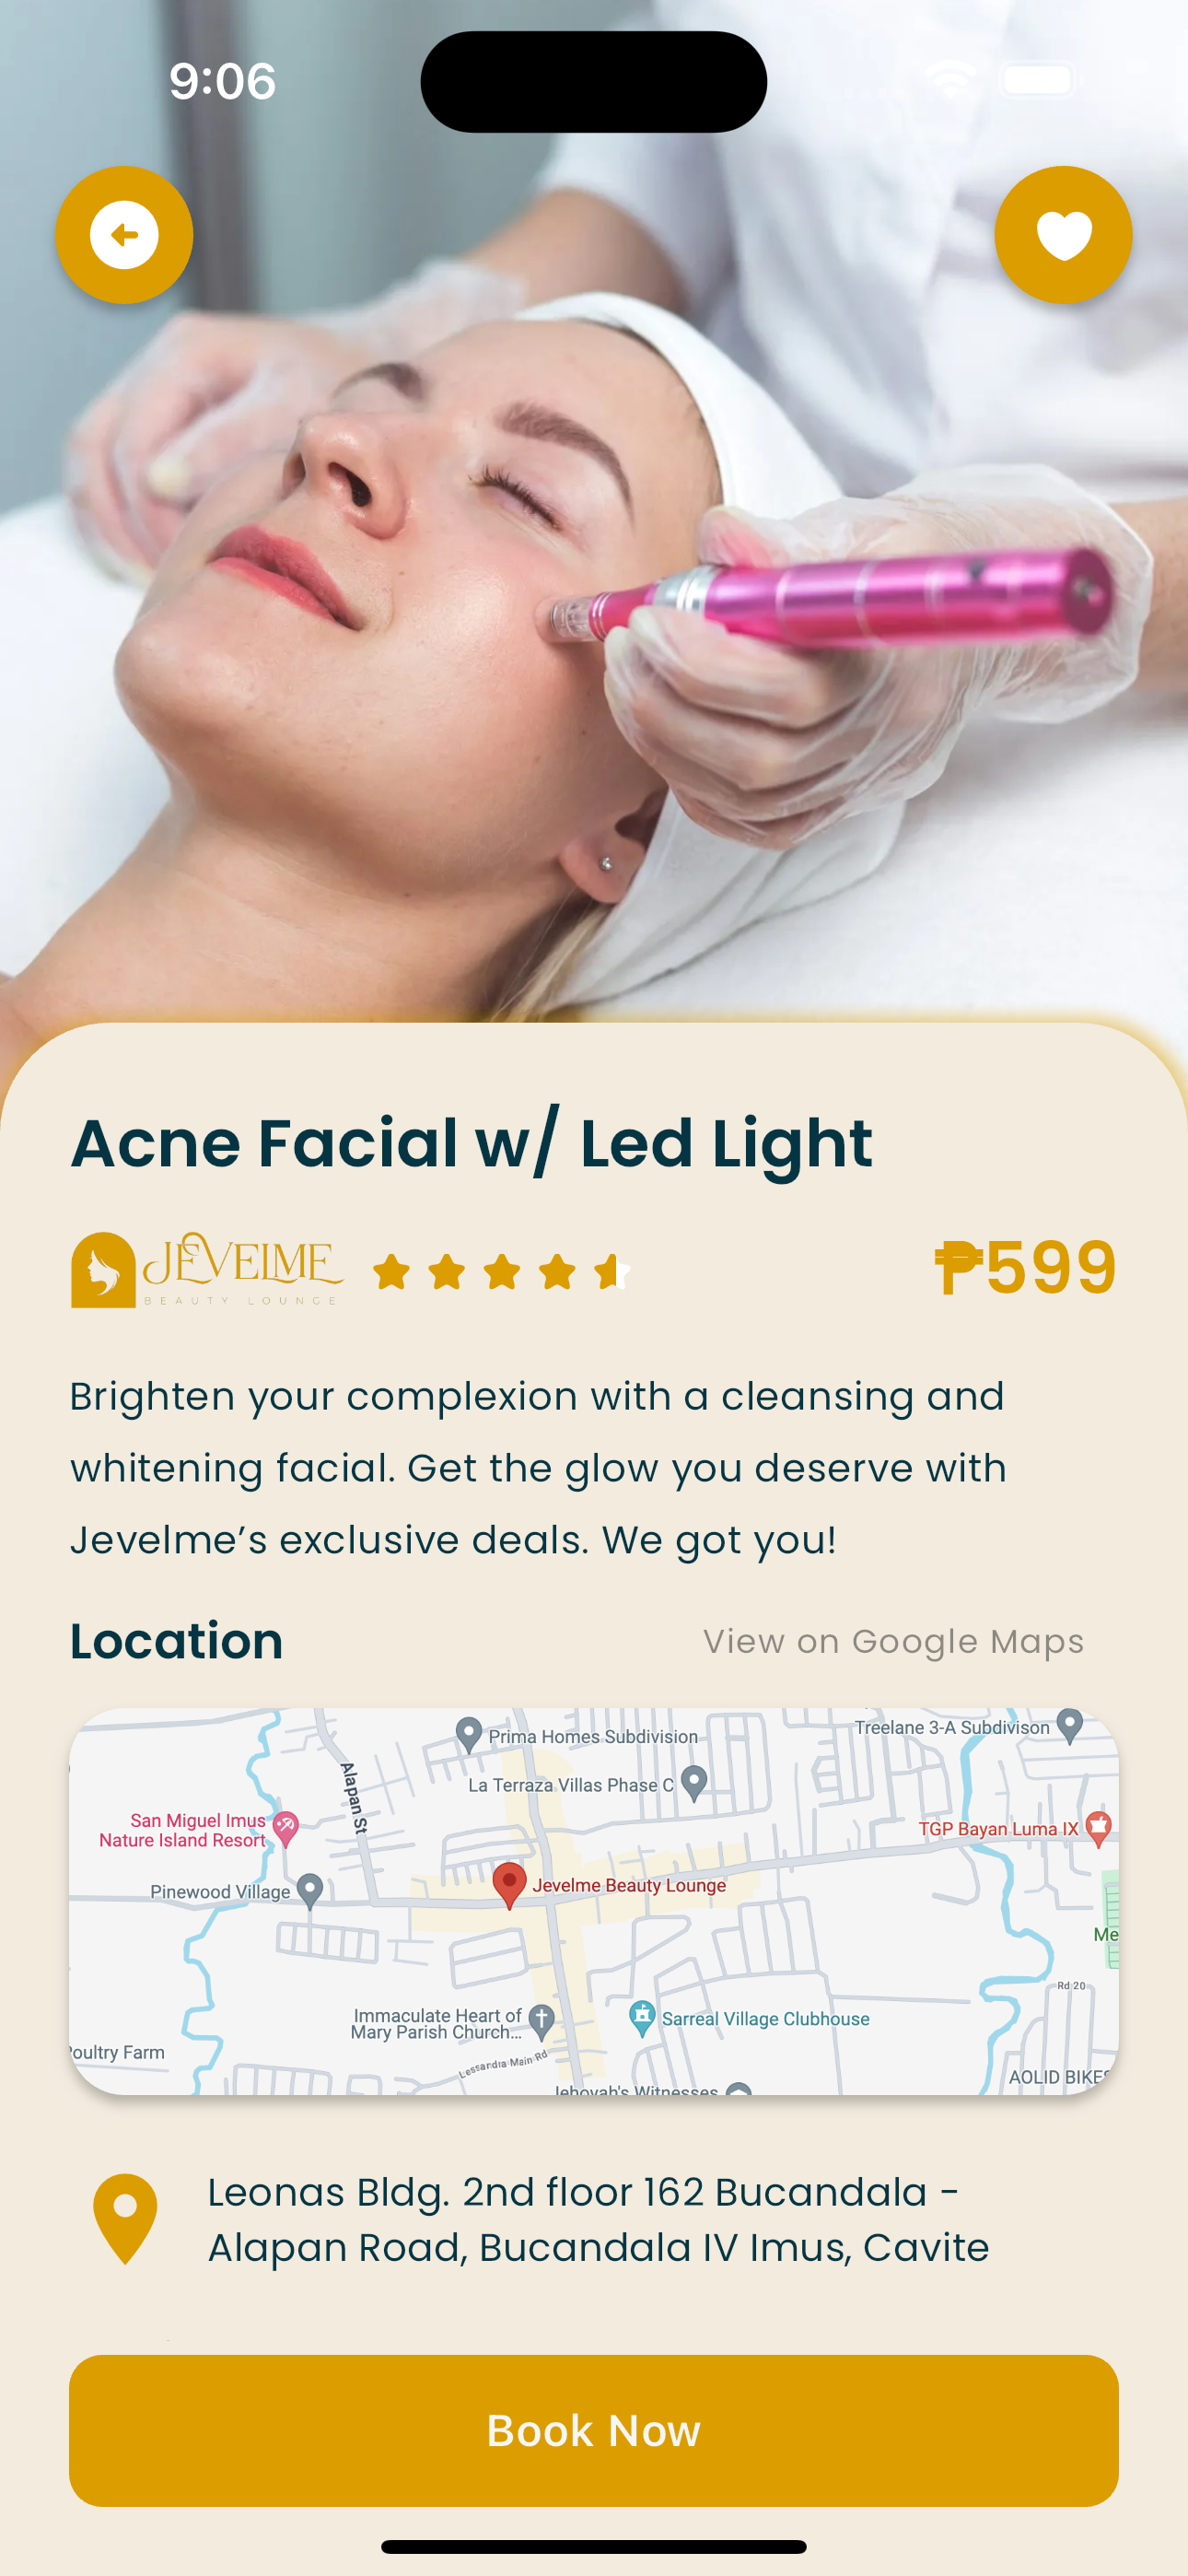 9:06
Acne Facial w/ Led Light
JEVELME
BEAUTY LOUNGE
₱599
Brighten your complexion with a cleansing and
whitening facial. Get the glow you deserve with
Jevelme’s exclusive deals. We got you!
Location
View on Google Maps
Prima Homes Subdivision
Treelane 3-A Subdivison
La Terraza Villas Phase C
Alapan St
San Miguel Imus
Nature Island Resort
TGP Bayan Luma IX
Pinewood Village
Jevelme Beauty Lounge
Me
Rd 20
Immaculate Heart of
Mary Parish Church...
Sarreal Village Clubhouse
Poultry Farm
Lessandra Main Rd
AOLID BIKES
Jehovah's Witnesses
Leonas Bldg. 2nd floor 162 Bucandala -
Alapan Road, Bucandala IV Imus, Cavite
Book Now